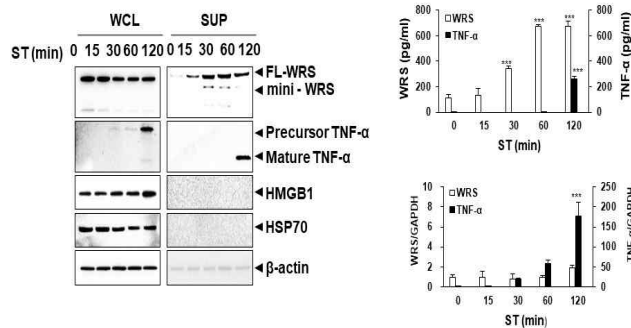 WCL SUP
ST (min) 0 15 30 60 120 0 15 30 60 120
FL-WRS
mini - WRS
Precursor TNF-α
Mature TNF-α
HMGB1
HSP70
β-actin
WRS
TNF-α
WRS (pg/ml)
800
600
400
200
0
TNF-α (pg/ml)
800
600
400
200
0
*** *** ***
0 15 30 60 120
ST (min)
WRS
TNF-α
WRS/GAPDH
10
8
6
4
2
0
TNF-α/GAPDH
250
200
150
100
50
0
***
0 15 30 60 120
ST (min)